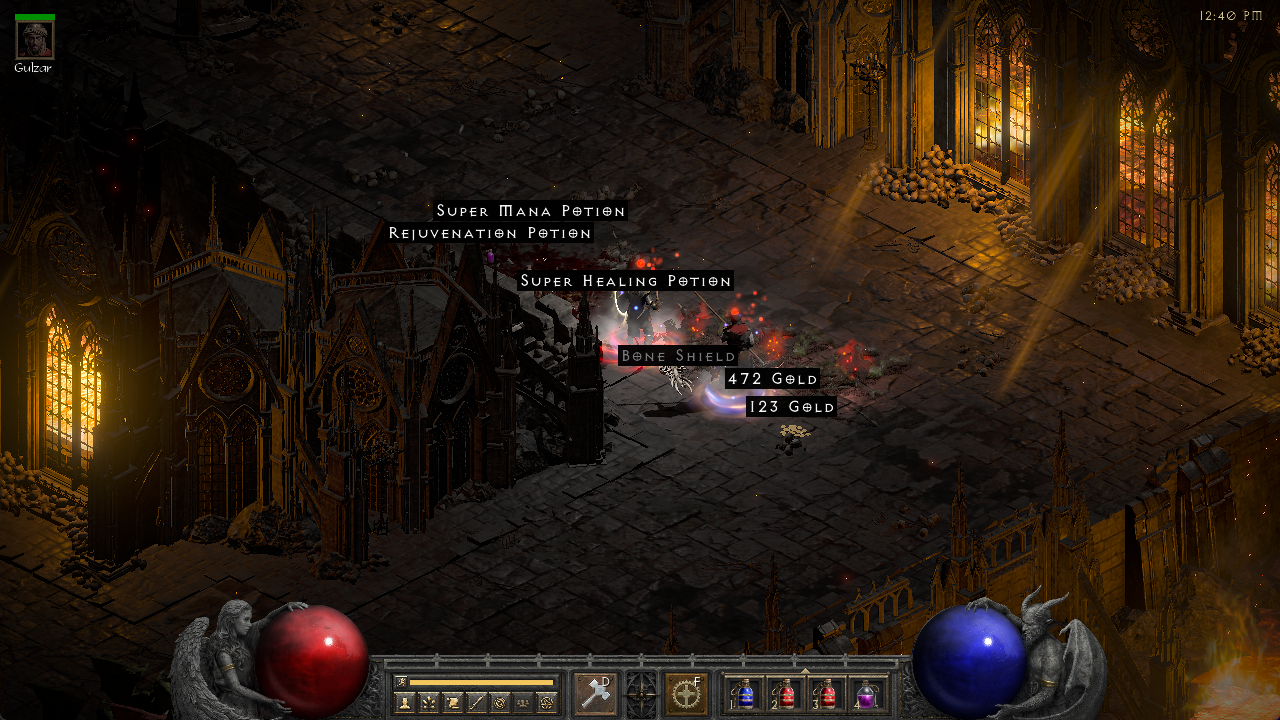 12:40 PM
Gulzar
Super Mana Potion
Rejuvenation Potion
Super Healing Potion
Bone Shield
472 Gold
123 Gold
D
F
1
2
3
4